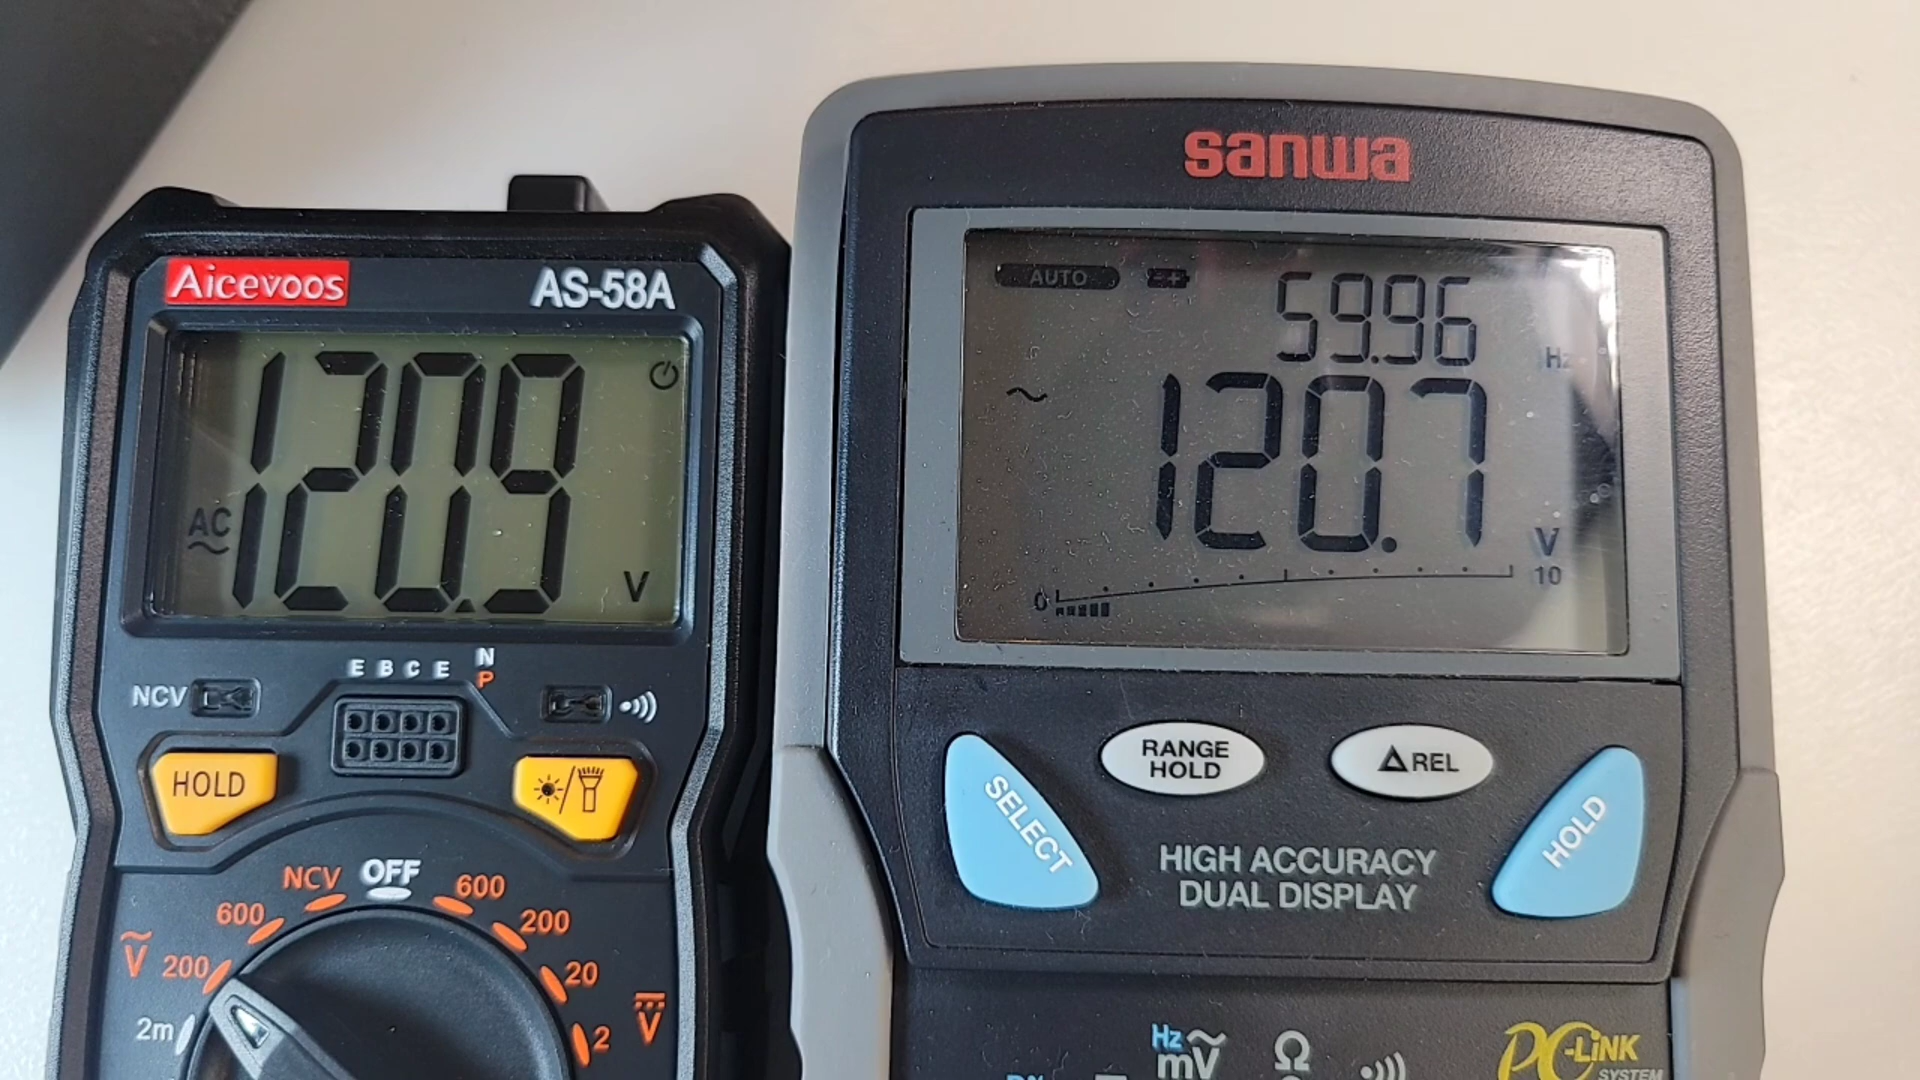 Aicevoos AS-58A
120.9
AC
V
E B C E N
P
NCV
HOLD
NCV OFF 600
600 200
V 200 20
2m 2 V
sanwa
AUTO
59.96 Hz
120.7 V
0 10
RANGE HOLD
△REL
SELECT
HOLD
HIGH ACCURACY
DUAL DISPLAY
Hz
mV Ω
PC-LiNK
SYSTEM